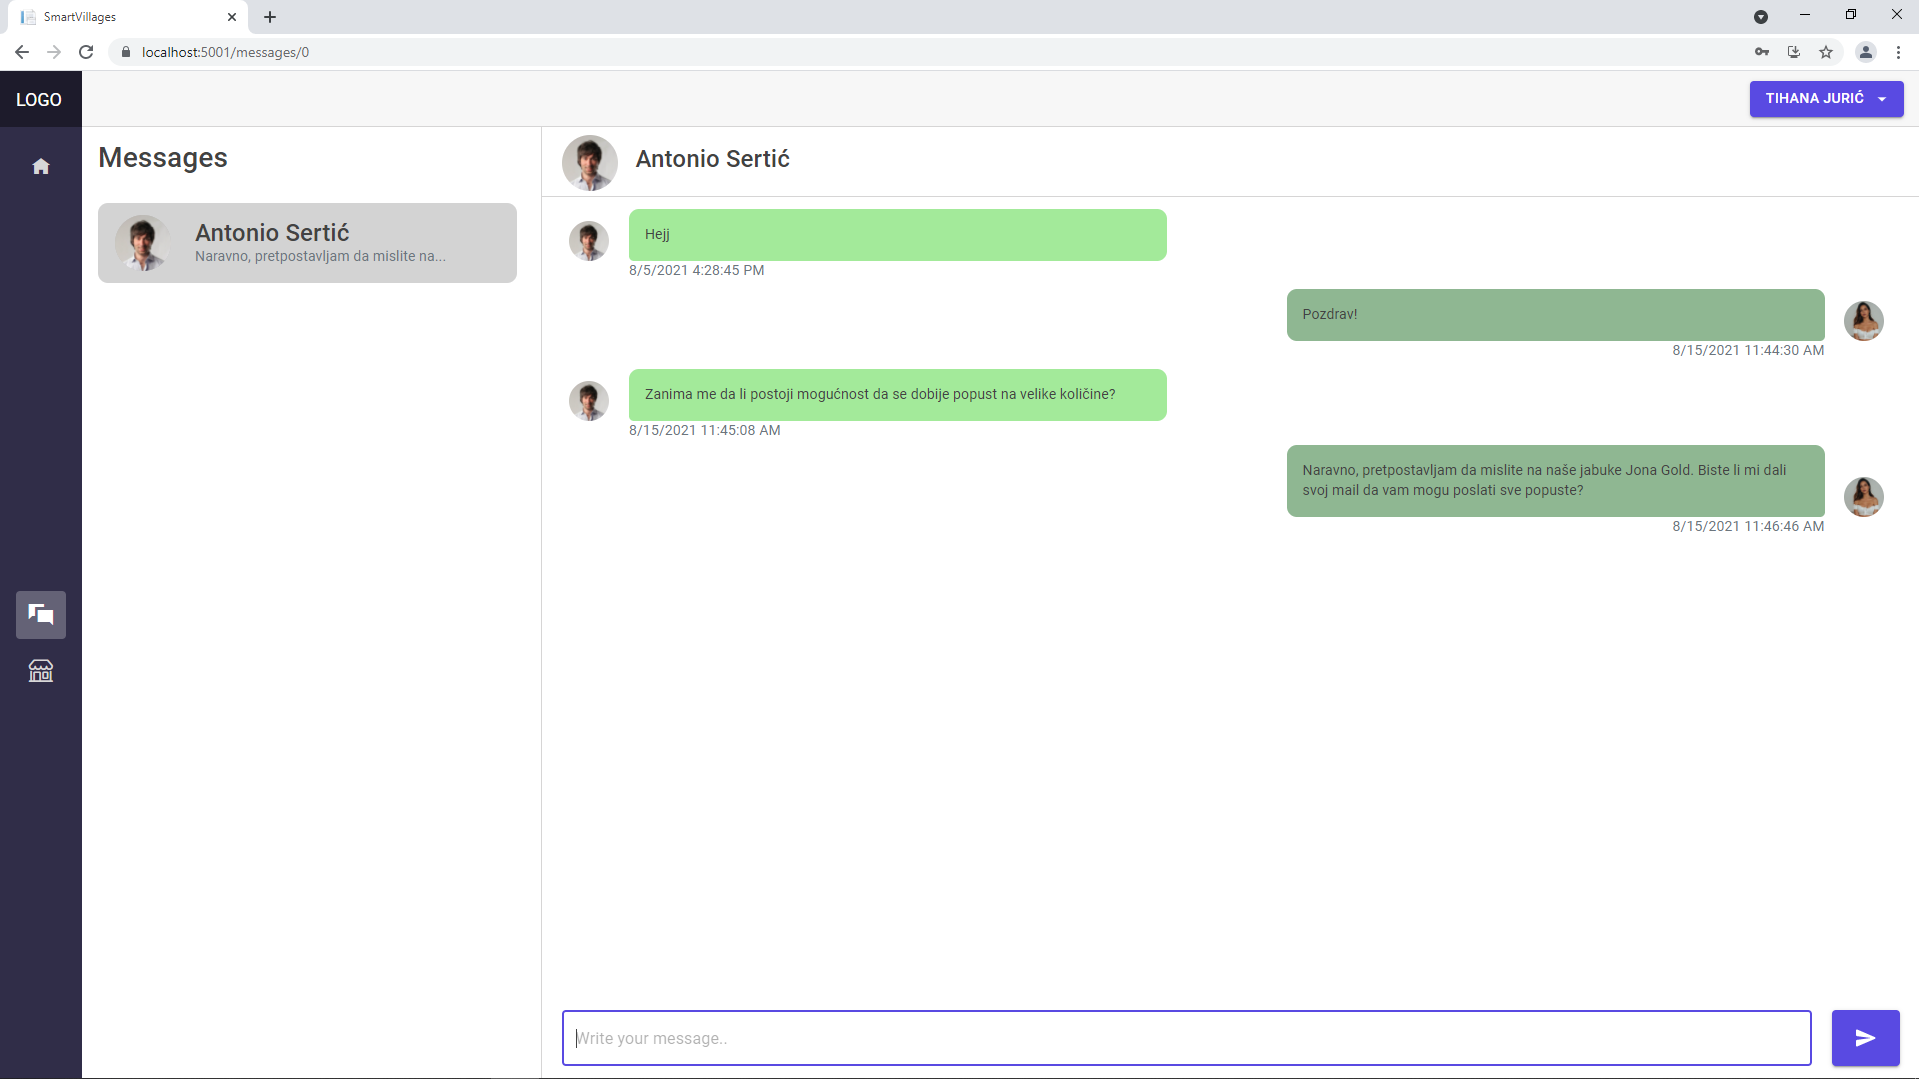 SmartVillages
localhost:5001/messages/0
LOGO
TIHANA JURIĆ
Messages
Antonio Sertić
Naravno, pretpostavljam da mislite na...
Antonio Sertić
Hejj
8/5/2021 4:28:45 PM
Pozdrav!
8/15/2021 11:44:30 AM
Zanima me da li postoji mogućnost da se dobije popust na velike količine?
8/15/2021 11:45:08 AM
Naravno, pretpostavljam da mislite na naše jabuke Jona Gold. Biste li mi dali
svoj mail da vam mogu poslati sve popuste?
8/15/2021 11:46:46 AM
Write your message..